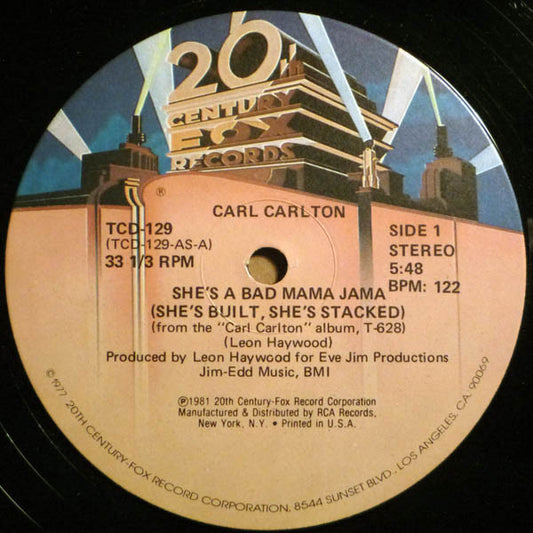 20th
CENTURY
FOX
RECORDS
®
CARL CARLTON
TCD-129
(TCD-129-AS-A)
33 1/3 RPM
SIDE 1
STEREO
5:48
BPM: 122
SHE'S A BAD MAMA JAMA
(SHE'S BUILT, SHE'S STACKED)
(from the "Carl Carlton" album, T-628)
(Leon Haywood)
Produced by Leon Haywood for Eve Jim Productions
Jim-Edd Music, BMI
℗1981 20th Century-Fox Record Corporation
Manufactured & Distributed by RCA Records,
New York, N.Y. • Printed in U.S.A.
©1977 20TH CENTURY-FOX RECORD CORPORATION, 8544 SUNSET BLVD., LOS ANGELES, CA. 90069